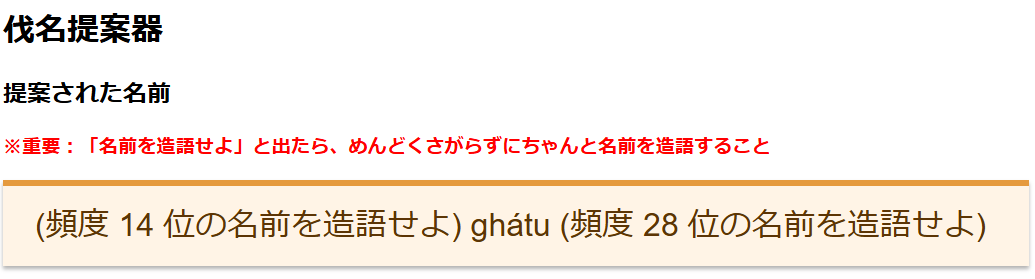 伐名提案器
提案された名前
※重要：「名前を造語せよ」と出たら、めんどくさがらずにちゃんと名前を造語すること
(頻度 14 位の名前を造語せよ) ghátu (頻度 28 位の名前を造語せよ)